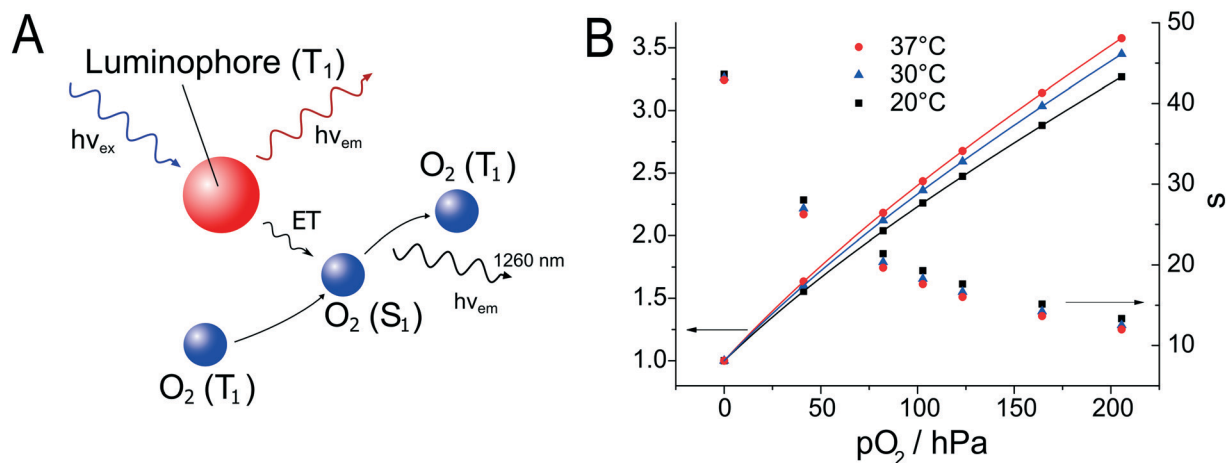 A
Luminophore (T₁)
hνₑₓ
hνₑₘ
O₂ (T₁)
ET
1260 nm
hνₑₘ
O₂ (S₁)
O₂ (T₁)
B
37°C
30°C
20°C
3.5
3.0
2.5
2.0
1.5
1.0
50
40
30
20
10
s
0
50
100
150
200
pO₂ / hPa